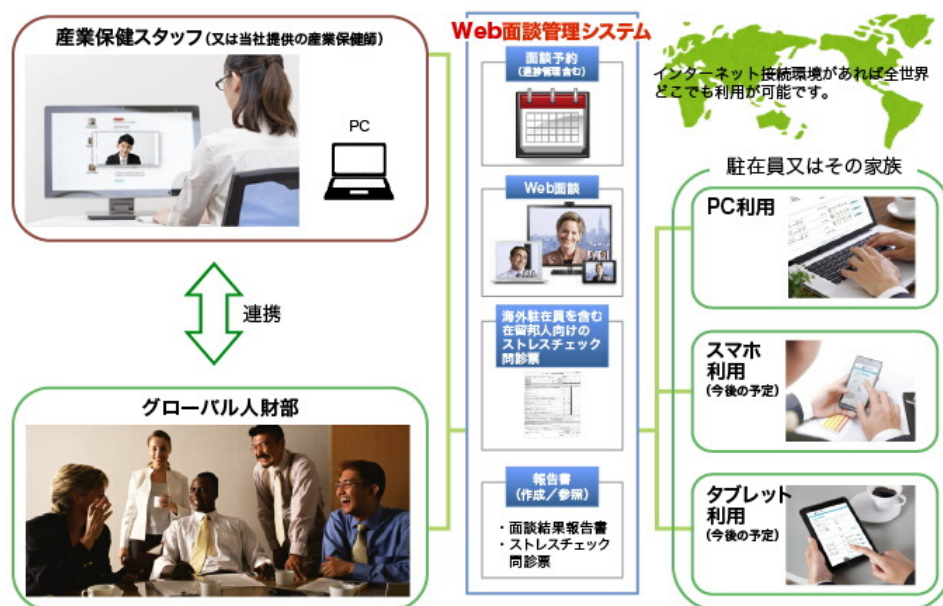 産業保健スタッフ(又は当社提供の産業保健師)
PC
連携
グローバル人財部
Web面談管理システム
面談予約
(進捗管理含む)
Web面談
海外駐在員を含む
在留邦人向けの
ストレスチェック
問診票
報告書
(作成／参照)
・面談結果報告書
・ストレスチェック
問診票
インターネット接続環境があれば全世界
どこでも利用が可能です。
駐在員又はその家族
PC利用
スマホ
利用
(今後の予定)
タブレット
利用
(今後の予定)